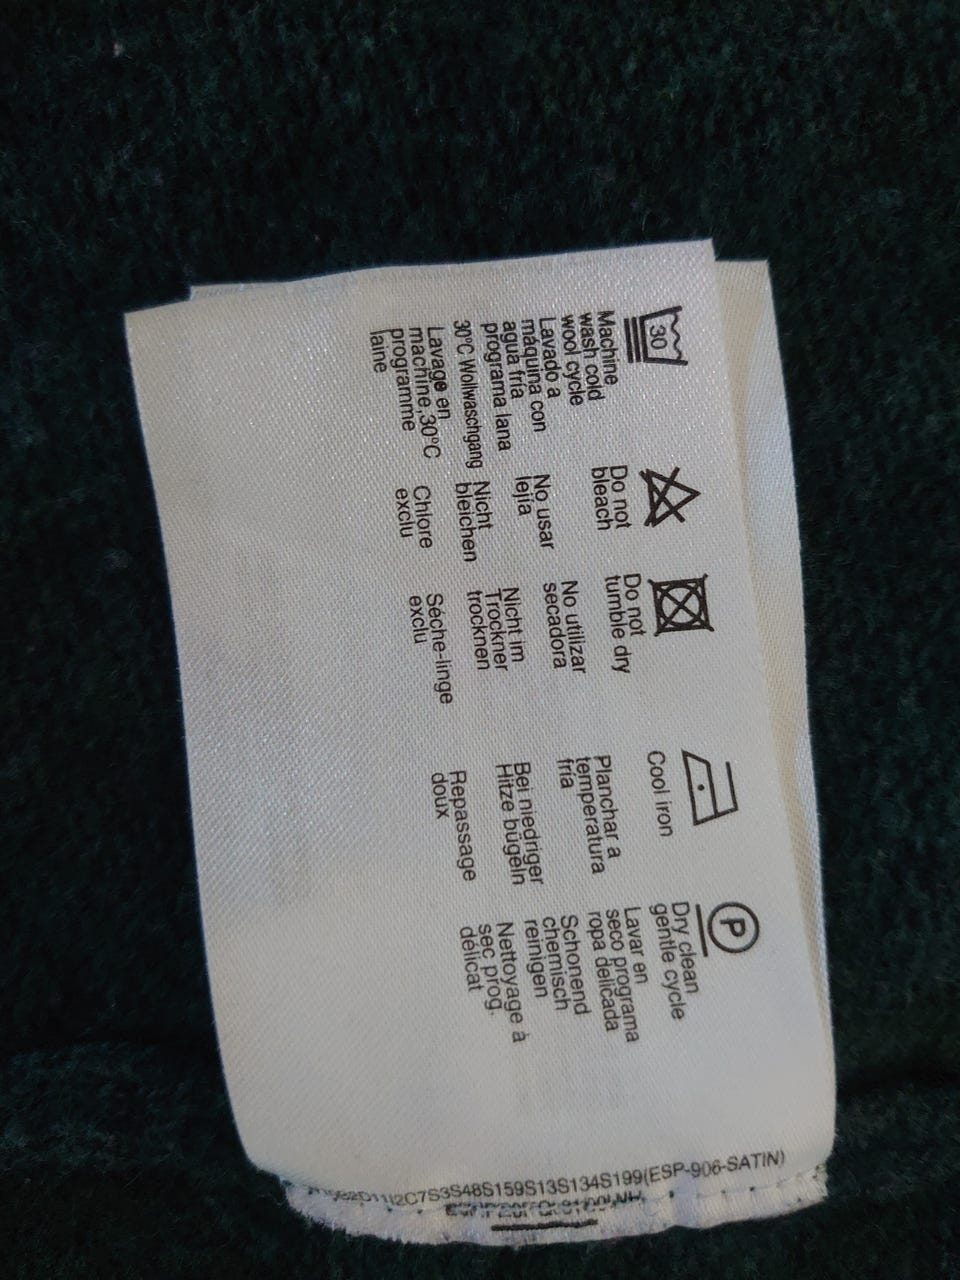 30
Machine
wash cold
wool cycle
Lavado a
máquina con
agua fría
programa lana
30°C Wollwaschgang
Lavage en
machine,30°C
programme
laine
Do not
bleach
No usar
lejía
Nicht
bleichen
Chlore
exclu
Do not
tumble dry
No utilizar
secadora
Nicht im
Trockner
trocknen
Séche-linge
exclu
Cool iron
Planchar a
temperatura
fría
Bei niedriger
Hitze bügeln
Repassage
doux
P
Dry clean
gentle cycle
Lavar en
seco programa
ropa delicada
Schonend
chemisch
reinigen
Nettoyage à
sec prog.
délicat